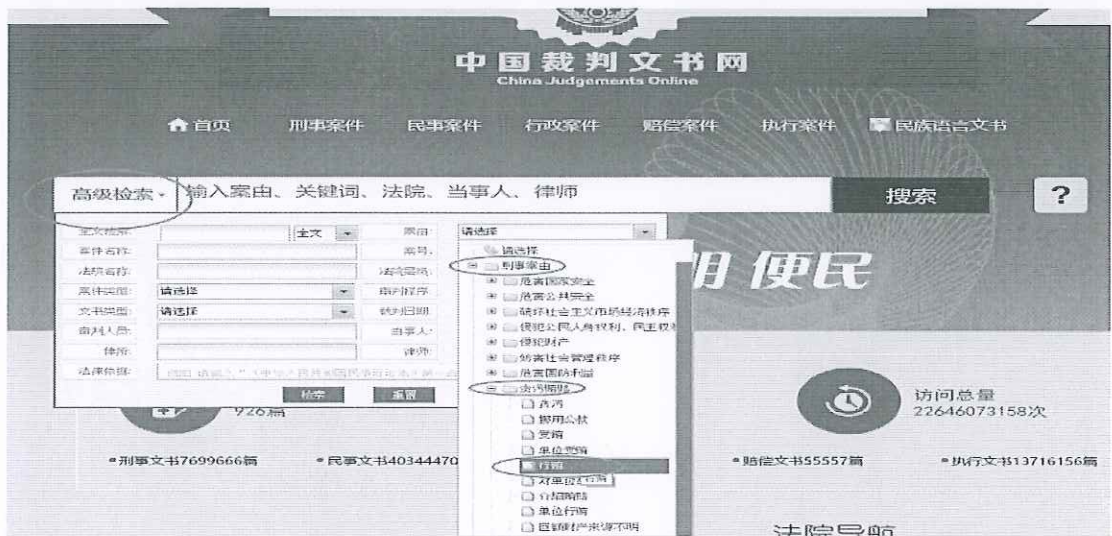 中国裁判文书网
China Judgements Online
首页 刑事案件 民事案件 行政案件 赔偿案件 执行案件 民族语言文书
高级检索 输入案由、关键词、法院、当事人、律师 搜索 ?
全文检索: 全文 案由: 请选择
案件名称: 案号: 请选择
法院名称: 法院层级: 刑事案由
危害国家安全
案件类型: 请选择 审判程序: 危害公共安全
文书类型: 请选择 裁判日期: 破坏社会主义市场经济秩序
审判人员: 当事人: 侵犯公民人身权利、民主权
律所: 律师: 侵犯财产
妨害社会管理秩序
法律依据: 危害国防利益
检索 重置 贪污贿赂
便民
贪污
挪用公款
受贿
单位受贿
行贿
对单位 行贿
介绍贿赂
单位行贿
巨额财产来源不明
926篇
访问总量
22646073158次
刑事文书7699666篇 民事文书40344470 赔偿文书55557篇 执行文书13716156篇
法院导航